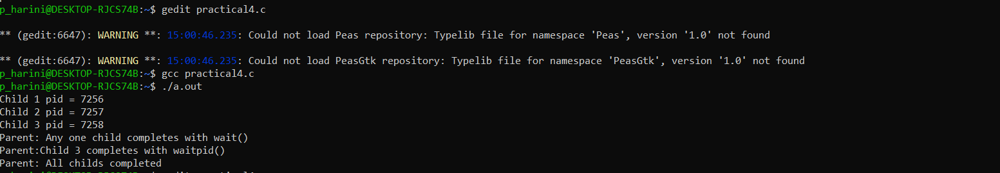 p_harini@DESKTOP-RJCS74B:~$ gedit practical4.c
** (gedit:6647): WARNING **: 15:00:46.235: Could not load Peas repository: Typelib file for namespace 'Peas', version '1.0' not found
** (gedit:6647): WARNING **: 15:00:46.235: Could not load PeasGtk repository: Typelib file for namespace 'PeasGtk', version '1.0' not found
p_harini@DESKTOP-RJCS74B:~$ gcc practical4.c
p_harini@DESKTOP-RJCS74B:~$ ./a.out
Child 1 pid = 7256
Child 2 pid = 7257
Child 3 pid = 7258
Parent: Any one child completes with wait()
Parent:Child 3 completes with waitpid()
Parent: All childs completed